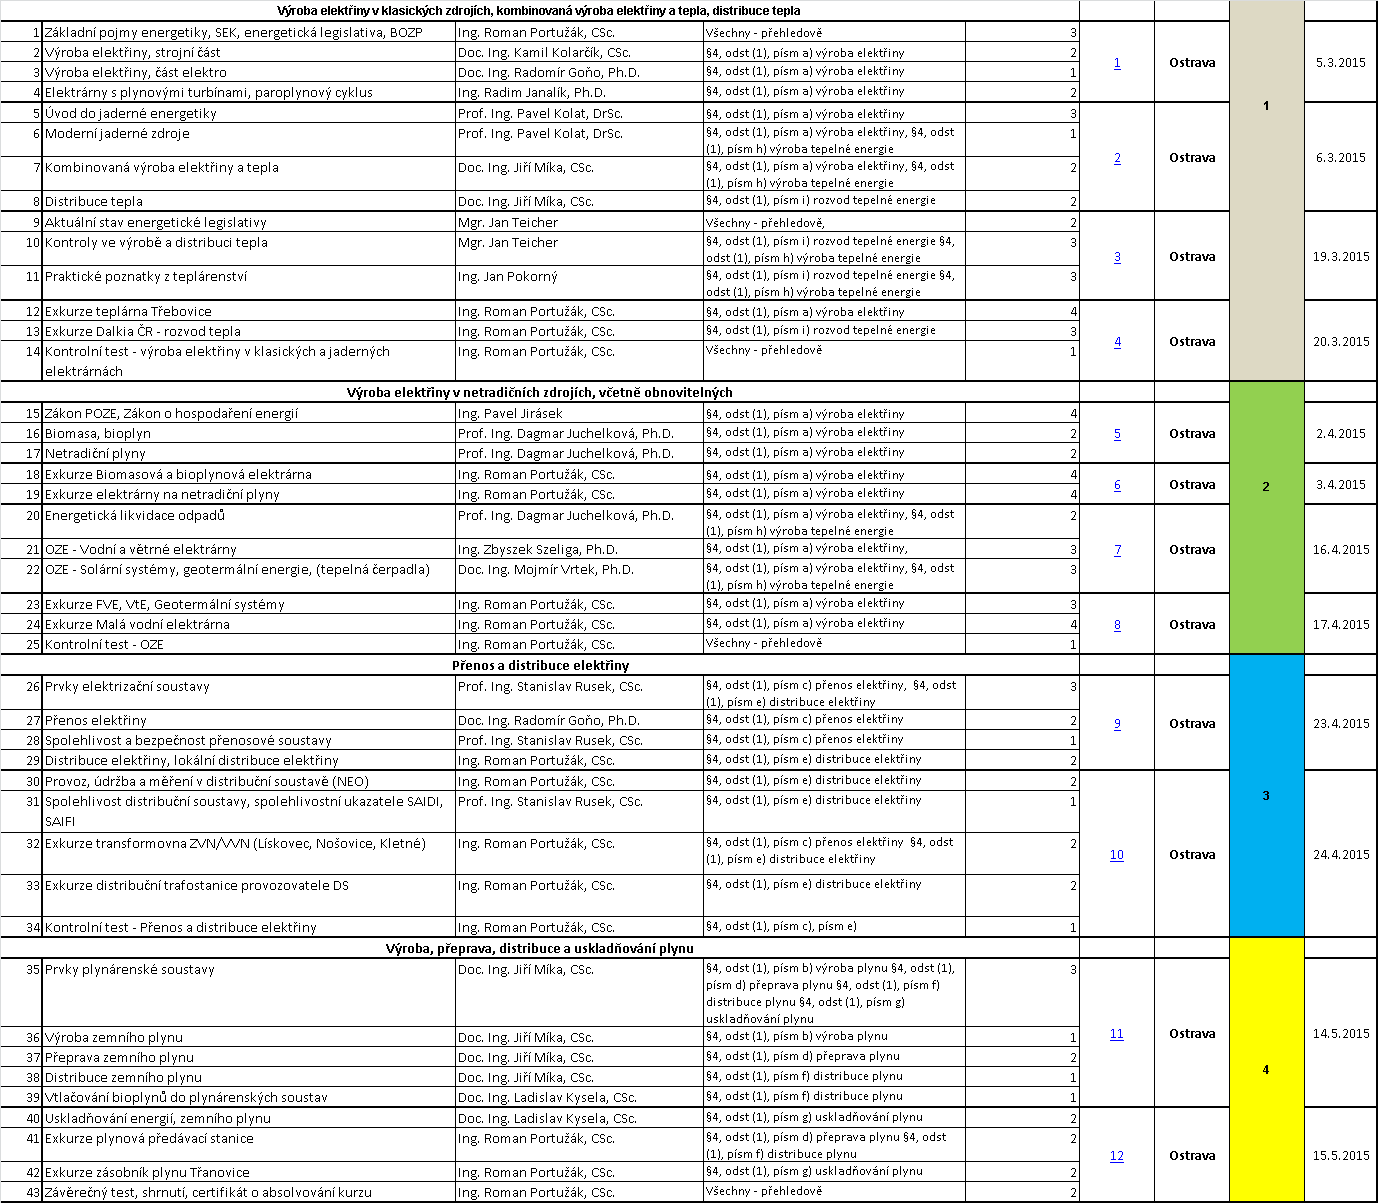 Výroba elektřiny v klasických zdrojích, kombinovaná výroba elektřiny a tepla, distribuce tepla
1 Základní pojmy energetiky, SEK, energetická legislativa, BOZP Ing. Roman Portužák, CSc. Všechny - přehledově 3
2 Výroba elektřiny, strojní část Doc. Ing. Kamil Kolarčík, CSc. §4, odst (1), písm a) výroba elektřiny 2
1 Ostrava 5.3.2015
3 Výroba elektřiny, část elektro Doc. Ing. Radomír Goňo, Ph.D. §4, odst (1), písm a) výroba elektřiny 1
4 Elektrárny s plynovými turbínami, paroplynový cyklus Ing. Radim Janalík, Ph.D. §4, odst (1), písm a) výroba elektřiny 2
1
5 Úvod do jaderné energetiky Prof. Ing. Pavel Kolat, DrSc. §4, odst (1), písm a) výroba elektřiny 3
6 Moderní jaderné zdroje Prof. Ing. Pavel Kolat, DrSc. §4, odst (1), písm a) výroba elektřiny, §4, odst 1
(1), písm h) výroba tepelné energie
2 Ostrava 6.3.2015
7 Kombinovaná výroba elektřiny a tepla Doc. Ing. Jiří Míka, CSc. §4, odst (1), písm a) výroba elektřiny, §4, odst 2
(1), písm h) výroba tepelné energie
8 Distribuce tepla Doc. Ing. Jiří Míka, CSc. §4, odst (1), písm i) rozvod tepelné energie 2
9 Aktuální stav energetické legislativy Mgr. Jan Teicher Všechny - přehledově, 2
10 Kontroly ve výrobě a distribuci tepla Mgr. Jan Teicher §4, odst (1), písm i) rozvod tepelné energie §4, 3
odst (1), písm h) výroba tepelné energie
3 Ostrava 19.3.2015
11 Praktické poznatky z teplárenství Ing. Jan Pokorný §4, odst (1), písm i) rozvod tepelné energie §4, 3
odst (1), písm h) výroba tepelné energie
12 Exkurze teplárna Třebovice Ing. Roman Portužák, CSc. §4, odst (1), písm a) výroba elektřiny 4
13 Exkurze Dalkia ČR - rozvod tepla Ing. Roman Portužák, CSc. §4, odst (1), písm i) rozvod tepelné energie 3
4 Ostrava 20.3.2015
14 Kontrolní test - výroba elektřiny v klasických a jaderných Ing. Roman Portužák, CSc. Všechny - přehledově 1
elektrárnách
Výroba elektřiny v netradičních zdrojích, včetně obnovitelných
15 Zákon POZE, Zákon o hospodaření energií Ing. Pavel Jirásek §4, odst (1), písm a) výroba elektřiny 4
16 Biomasa, bioplyn Prof. Ing. Dagmar Juchelková, Ph.D. §4, odst (1), písm a) výroba elektřiny 2 5 Ostrava 2.4.2015
17 Netradiční plyny Prof. Ing. Dagmar Juchelková, Ph.D. §4, odst (1), písm a) výroba elektřiny 2
18 Exkurze Biomasová a bioplynová elektrárna Ing. Roman Portužák, CSc. §4, odst (1), písm a) výroba elektřiny 4
6 Ostrava 2 3.4.2015
19 Exkurze elektrárny na netradiční plyny Ing. Roman Portužák, CSc. §4, odst (1), písm a) výroba elektřiny 4
20 Energetická likvidace odpadů Prof. Ing. Dagmar Juchelková, Ph.D. §4, odst (1), písm a) výroba elektřiny, §4, odst 2
(1), písm h) výroba tepelné energie
21 OZE - Vodní a větrné elektrárny Ing. Zbyszek Szeliga, Ph.D. §4, odst (1), písm a) výroba elektřiny, 3 7 Ostrava 16.4.2015
22 OZE - Solární systémy, geotermální energie, (tepelná čerpadla) Doc. Ing. Mojmír Vrtek, Ph.D. §4, odst (1), písm a) výroba elektřiny, §4, odst 3
(1), písm h) výroba tepelné energie
23 Exkurze FVE, VtE, Geotermální systémy Ing. Roman Portužák, CSc. §4, odst (1), písm a) výroba elektřiny 3
24 Exkurze Malá vodní elektrárna Ing. Roman Portužák, CSc. §4, odst (1), písm a) výroba elektřiny 4 8 Ostrava 17.4.2015
25 Kontrolní test - OZE Ing. Roman Portužák, CSc. Všechny - přehledově 1
Přenos a distribuce elektřiny
26 Prvky elektrizační soustavy Prof. Ing. Stanislav Rusek, CSc. §4, odst (1), písm c) přenos elektřiny, §4, odst 3
(1), písm e) distribuce elektřiny
27 Přenos elektřiny Doc. Ing. Radomír Goňo, Ph.D. §4, odst (1), písm c) přenos elektřiny 2 9 Ostrava 23.4.2015
28 Spolehlivost a bezpečnost přenosové soustavy Prof. Ing. Stanislav Rusek, CSc. §4, odst (1), písm c) přenos elektřiny 1
29 Distribuce elektřiny, lokální distribuce elektřiny Ing. Roman Portužák, CSc. §4, odst (1), písm e) distribuce elektřiny 2
30 Provoz, údržba a měření v distribuční soustavě (NEO) Ing. Roman Portužák, CSc. §4, odst (1), písm e) distribuce elektřiny 2
3
31 Spolehlivost distribuční soustavy, spolehlivostní ukazatele SAIDI, Prof. Ing. Stanislav Rusek, CSc. §4, odst (1), písm e) distribuce elektřiny 1
SAIFI
32 Exkurze transformovna ZVN/VVN (Lískovec, Nošovice, Kletné) Ing. Roman Portužák, CSc. §4, odst (1), písm c) přenos elektřiny §4, odst 2
(1), písm e) distribuce elektřiny
10 Ostrava 24.4.2015
33 Exkurze distribuční trafostanice provozovatele DS Ing. Roman Portužák, CSc. §4, odst (1), písm e) distribuce elektřiny 2
34 Kontrolní test - Přenos a distribuce elektřiny Ing. Roman Portužák, CSc. §4, odst (1), písm c), písm e) 1
Výroba, přeprava, distribuce a uskladňování plynu
35 Prvky plynárenské soustavy Doc. Ing. Jiří Míka, CSc. §4, odst (1), písm b) výroba plynu §4, odst (1), 3
písm d) přeprava plynu §4, odst (1), písm f)
distribuce plynu §4, odst (1), písm g)
uskladňování plynu
36 Výroba zemního plynu Doc. Ing. Jiří Míka, CSc. §4, odst (1), písm b) výroba plynu 1 11 Ostrava 14.5.2015
37 Přeprava zemního plynu Doc. Ing. Jiří Míka, CSc. §4, odst (1), písm d) přeprava plynu 2
4
38 Distribuce zemního plynu Doc. Ing. Jiří Míka, CSc. §4, odst (1), písm f) distribuce plynu 1
39 Vtlačování bioplynů do plynárenských soustav Doc. Ing. Ladislav Kysela, CSc. §4, odst (1), písm f) distribuce plynu 1
40 Uskladňování energií, zemního plynu Doc. Ing. Ladislav Kysela, CSc. §4, odst (1), písm g) uskladňování plynu 2
41 Exkurze plynová předávací stanice Ing. Roman Portužák, CSc. §4, odst (1), písm d) přeprava plynu §4, odst 2
(1), písm f) distribuce plynu
12 Ostrava 15.5.2015
42 Exkurze zásobník plynu Třanovice Ing. Roman Portužák, CSc. §4, odst (1), písm g) uskladňování plynu 2
43 Závěrečný test, shrnutí, certifikát o absolvování kurzu Ing. Roman Portužák, CSc. Všechny - přehledově 2